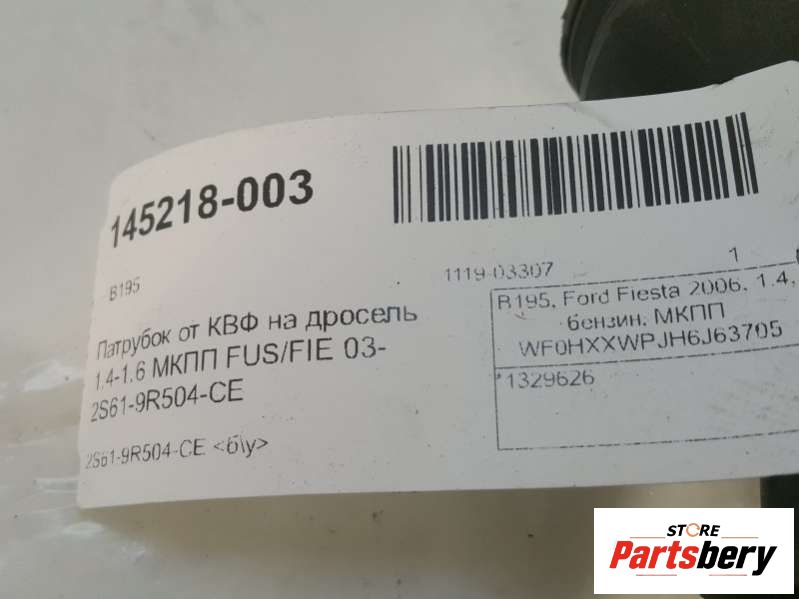 145218-003
B195
1119-03307
1
Патрубок от КВФ на дросель
1.4-1.6 МКПП FUS/FIE 03-
2S61-9R504-CE
2S61-9R504-CE <б\у>
B195, Ford Fiesta 2006, 1.4,
бензин, МКПП
WF0HXXWPJH6J63705
*1329626
STORE
Partsbery